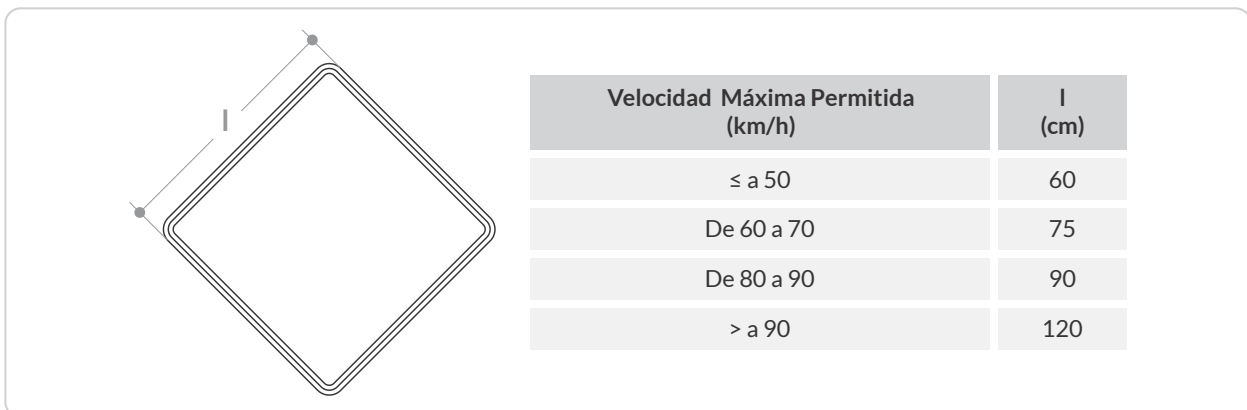 l
Velocidad Máxima Permitida
(km/h)
l
(cm)
≤ a 50
60
De 60 a 70
75
De 80 a 90
90
> a 90
120